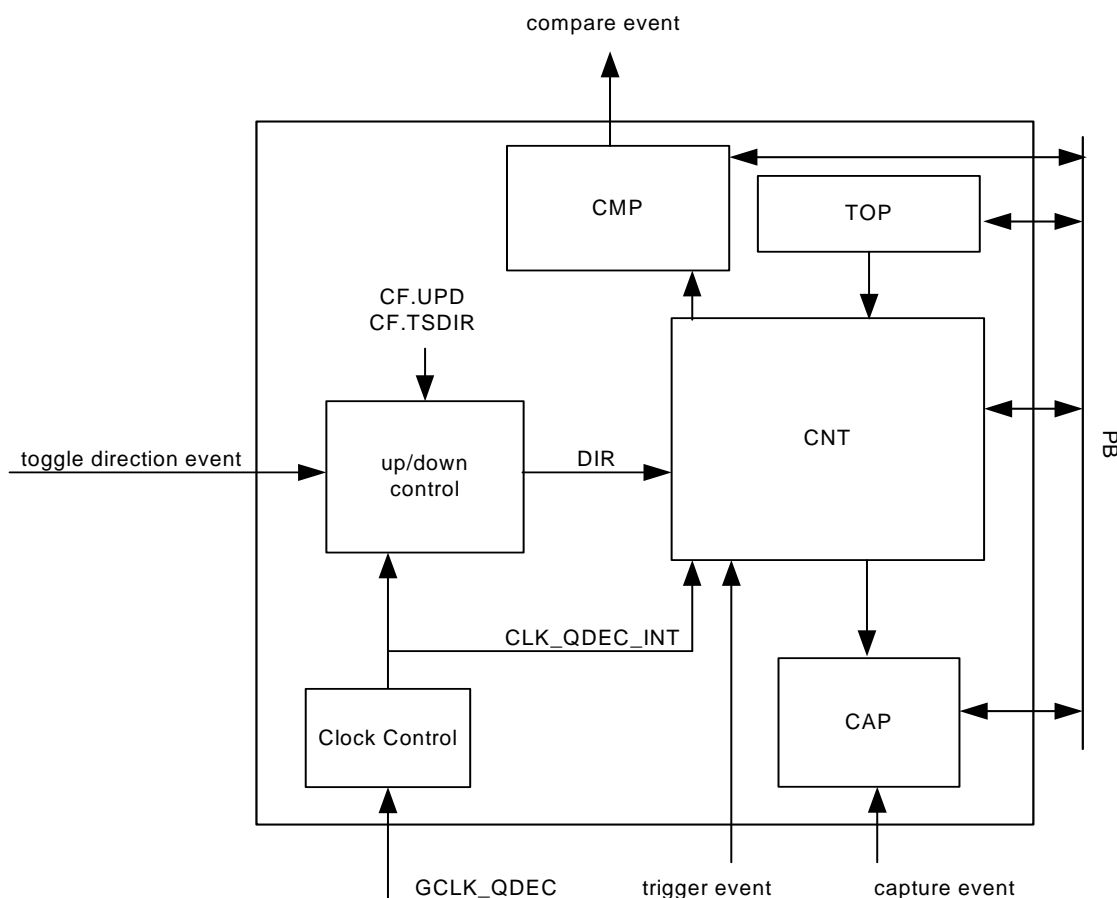 compare event
CMP
TOP
CF.UPD
CF.TSDIR
CNT
PB
toggle direction event
up/down
control
DIR
CLK_QDEC_INT
Clock Control
CAP
GCLK_QDEC
trigger event
capture event